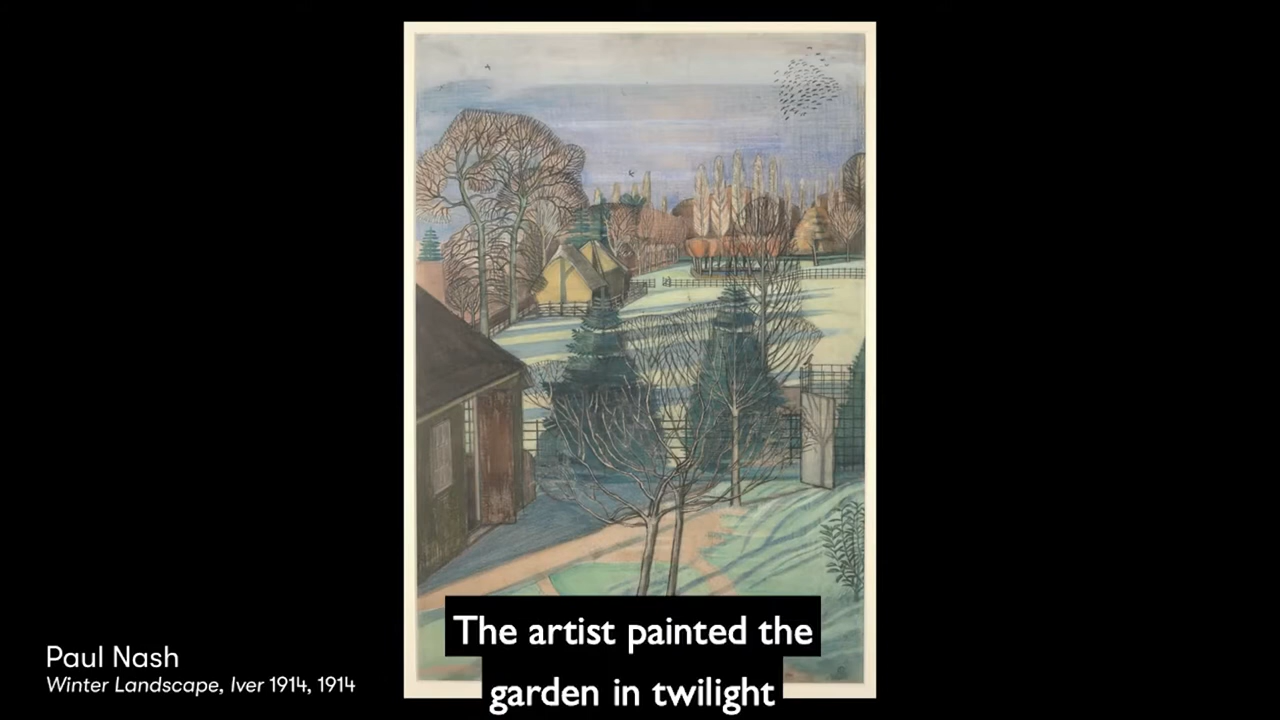 The artist painted the
garden in twilight
Paul Nash
Winter Landscape, Iver 1914, 1914